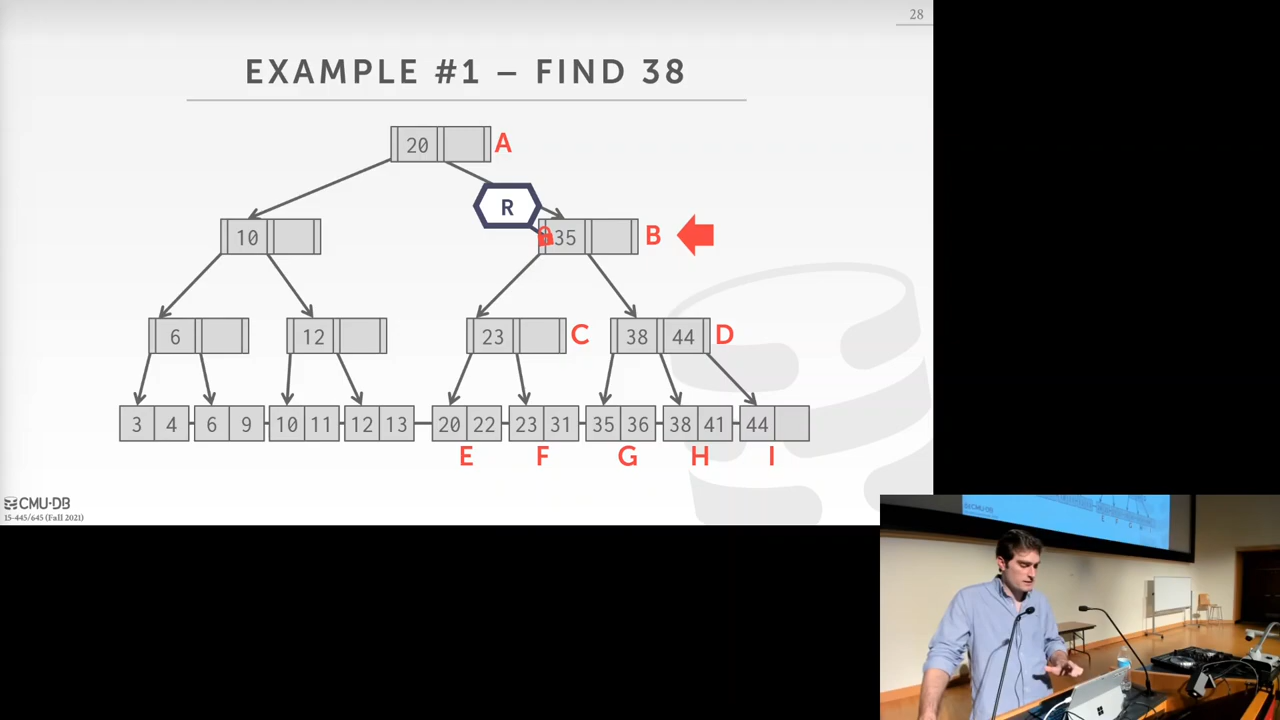 28
EXAMPLE #1 – FIND 38
20 A
R
10 35 B
6 12 23 C 38 44 D
3 4 6 9 10 11 12 13 20 22 23 31 35 36 38 41 44
E F G H I
CMU·DB
15-445/645 (Fall 2021)